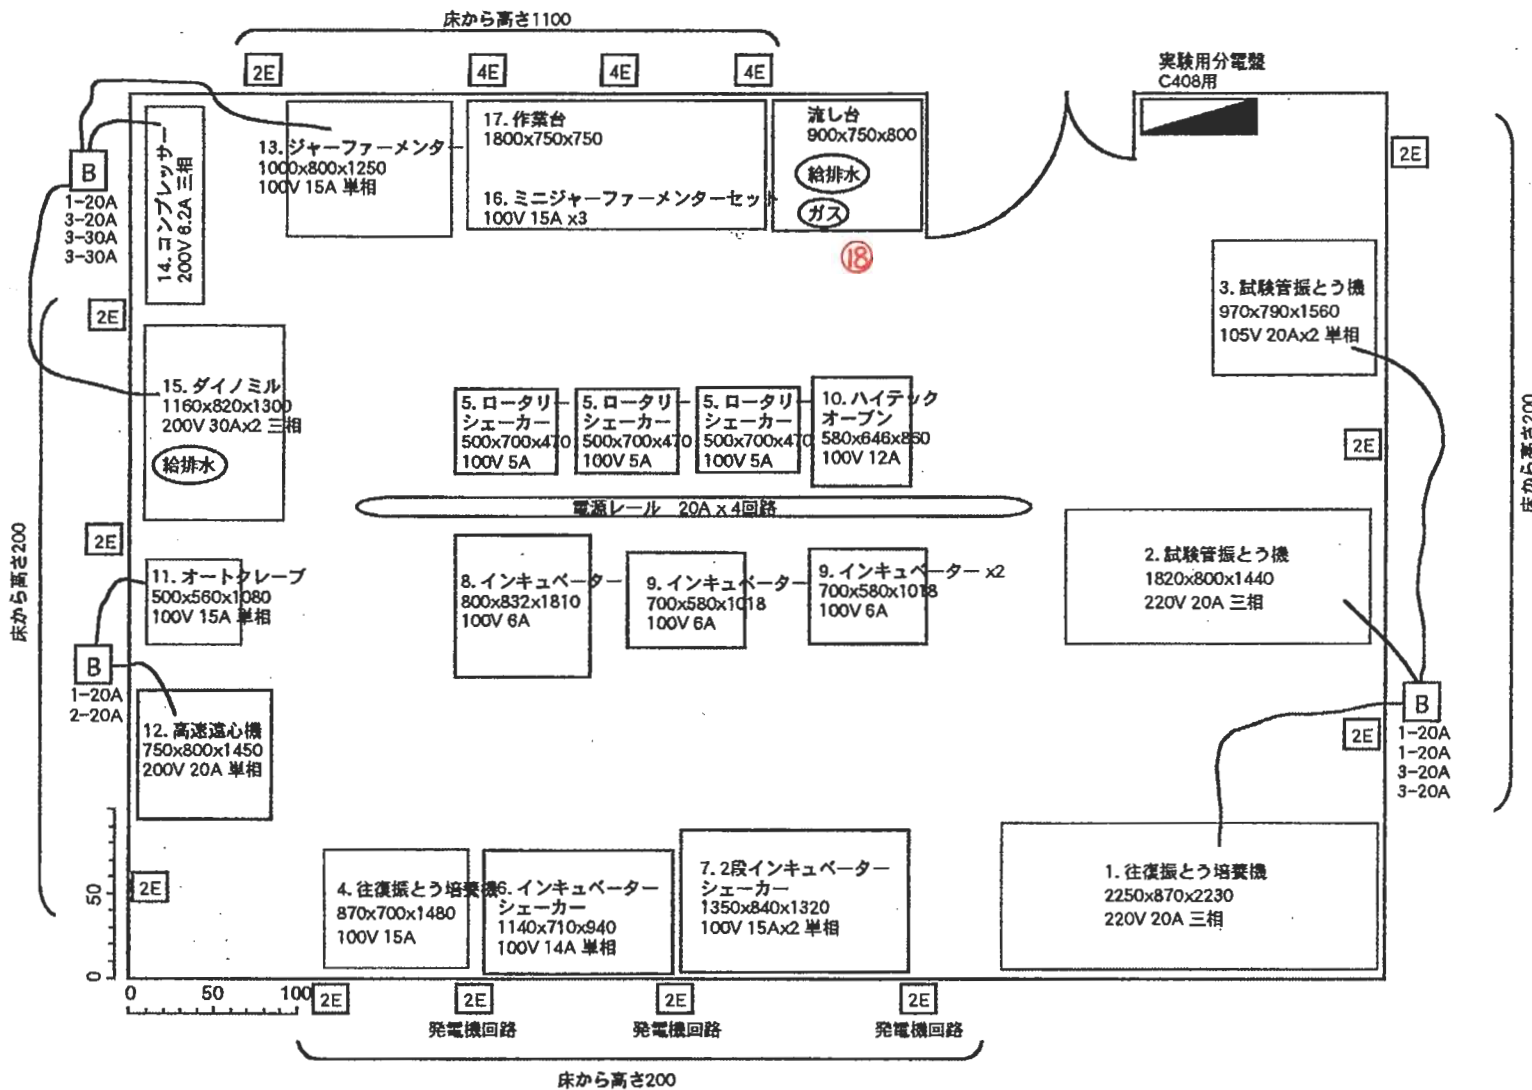 床から高さ1100
2E
4E
4E
4E
実験用分電盤
C408用
B
1-20A
3-20A
3-30A
3-30A
14. コンプレッサー
200V 6.2A 三相
13. ジャーファーメンター
1000x800x1250
100V 15A 単相
17. 作業台
1800x750x750
16. ミニジャーファーメンターセット
100V 15A x3
流し台
900x750x800
給排水
ガス
⑱
2E
3. 試験管振とう機
970x790x1560
105V 20Ax2 単相
床から高さ200
2E
15. ダイノミル
1160x820x1300
200V 30Ax2 三相
給排水
5. ロータリ
シェーカー
500x700x470
100V 5A
5. ロータリ
シェーカー
500x700x470
100V 5A
5. ロータリ
シェーカー
500x700x470
100V 5A
10. ハイテック
オーブン
580x646x860
100V 12A
2E
電源レール 20A x 4回路
床から高さ200
2E
11. オートクレーブ
500x560x1080
100V 15A 単相
8. インキュベーター
800x832x1810
100V 6A
9. インキュベーター
700x580x1018
100V 6A
9. インキュベーター x2
700x580x1018
100V 6A
2. 試験管振とう機
1820x800x1440
220V 20A 三相
B
1-20A
2-20A
12. 高速遠心機
750x800x1450
200V 20A 単相
2E
B
1-20A
1-20A
3-20A
3-20A
2E
4. 往復振とう培養機
870x700x1480
100V 15A
6. インキュベーター
シェーカー
1140x710x940
100V 14A 単相
7. 2段インキュベーター
シェーカー
1350x840x1320
100V 15Ax2 単相
1. 往復振とう培養機
2250x870x2230
220V 20A 三相
50
0
0
50
100
2E
2E
発電機回路
2E
発電機回路
2E
発電機回路
床から高さ200